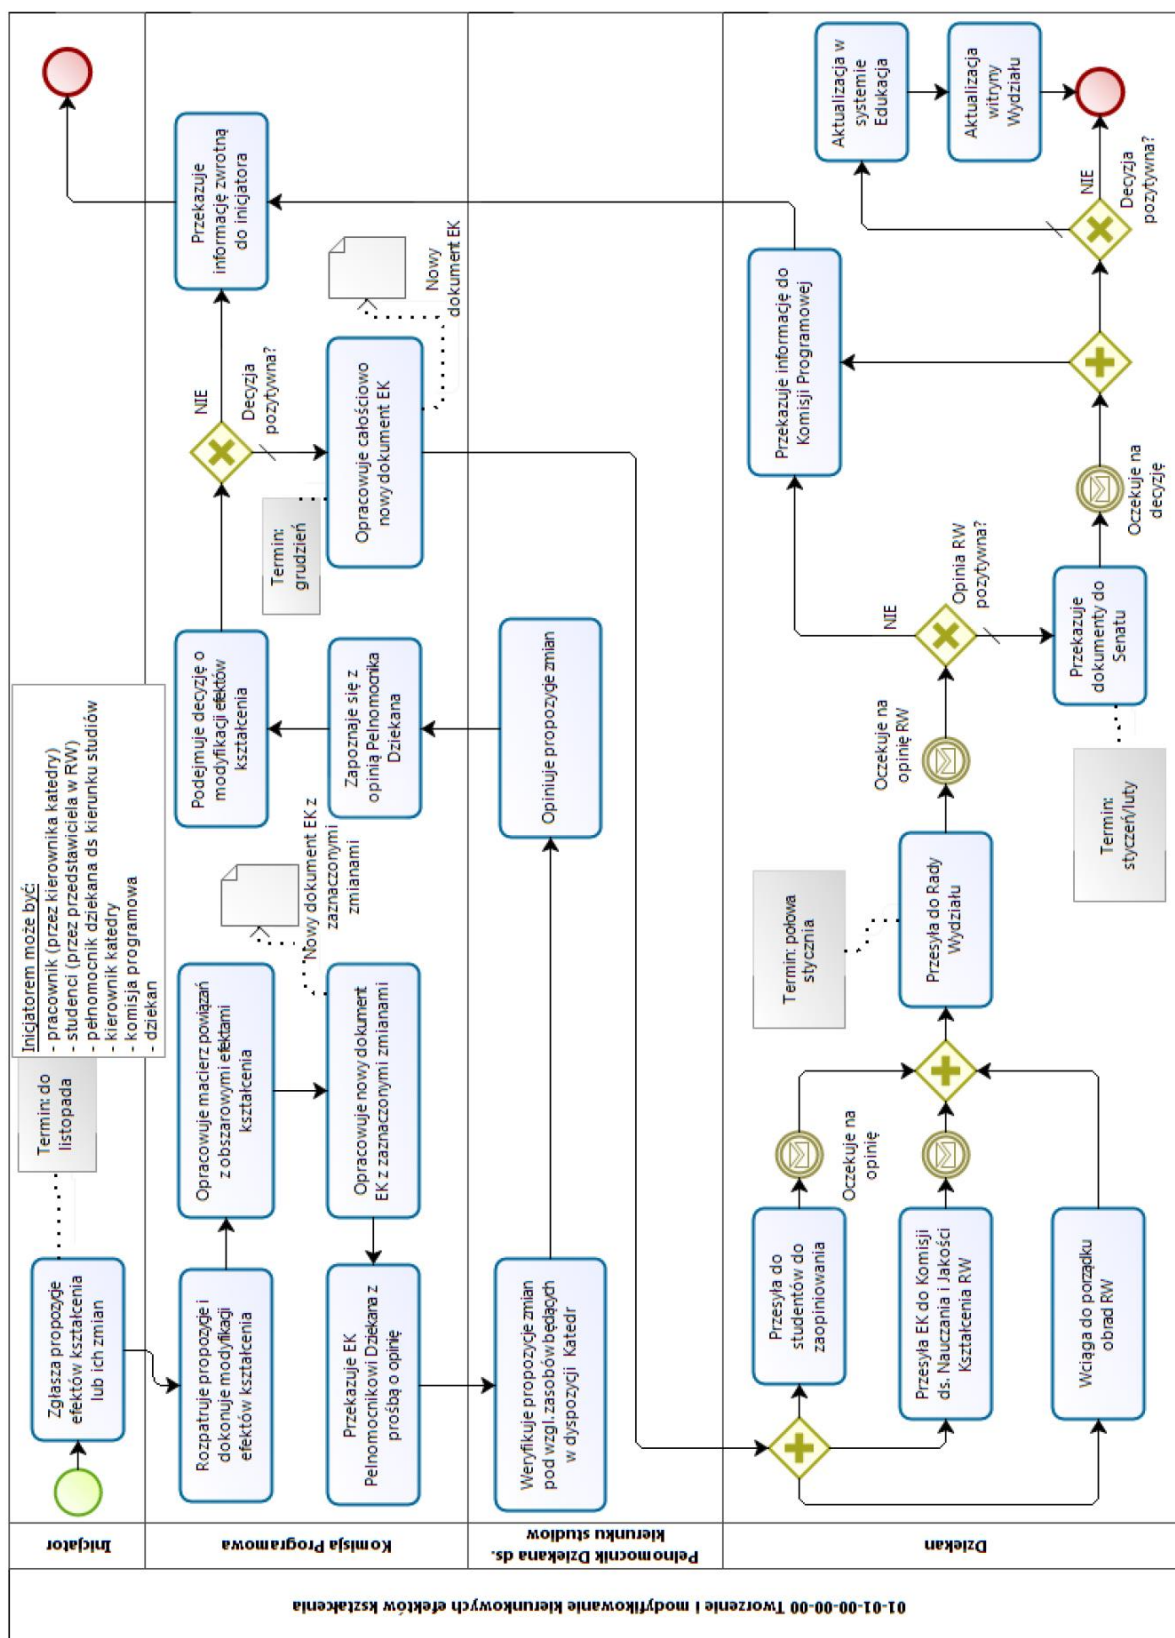 01-01-00-00-00 Tworzenie i modyfikowanie kierunkowych efektów kształcenia
Inicjator
Zgłasza propozycje
efektów kształcenia
lub ich zmian
Termin: do
listopada
Inicjatorem może być:
- pracownik (przez kierownika katedry)
- studenci (przez przedstawiciela w RW)
- pełnomocnik dziekana ds kierunku studiów
- kierownik katedry
- komisja programowa
- dziekan
Komisja Programowa
Rozpatruje propozycje i
dokonuje modyfikacji
efektów kształcenia
Opracowuje macierz powiązań
z obszarowymi efektami
kształcenia
Opracowuje nowy dokument
EK z zaznaczonymi zmianami
Nowy dokument EK z
zaznaczonymi
zmianami
Przekazuje EK
Pełnomocnikowi Dziekana z
prośbą o opinię
Zapoznaje się z
opinią Pełnomocnika
Dziekana
Podejmuje decyzję o
modyfikacji efektów
kształcenia
NIE
Decyzja
pozytywna?
Termin:
grudzień
Opracowuje całościowo
nowy dokument EK
Nowy
dokument EK
Przekazuje
informację zwrotną
do inicjatora
Pełnomocnik Dziekana ds.
kierunku studiow
Weryfikuje propozycje zmian
pod wzgl. zasobów będących
w dyspozycji Katedr
Opiniuje propozycje zmian
Dziekan
Przesyła do
studentów do
zaopiniowania
Oczekuje na
opinię
Przesyła EK do Komisji
ds. Nauczania i Jakości
Kształcenia RW
Wciaga do porządku
obrad RW
Termin: połowa
stycznia
Przesyła do Rady
Wydziału
Oczekuje na
opinię RW
NIE
Opinia RW
pozytywna?
Termin:
styczeń/luty
Przekazuje
dokumenty do
Senatu
Oczekuje na
decyzję
Przekazuje informację do
Komisji Programowej
NIE
Decyzja
pozytywna?
Aktualizacja w
systemie
Edukacja
Aktualizacja
witryny
Wydziału